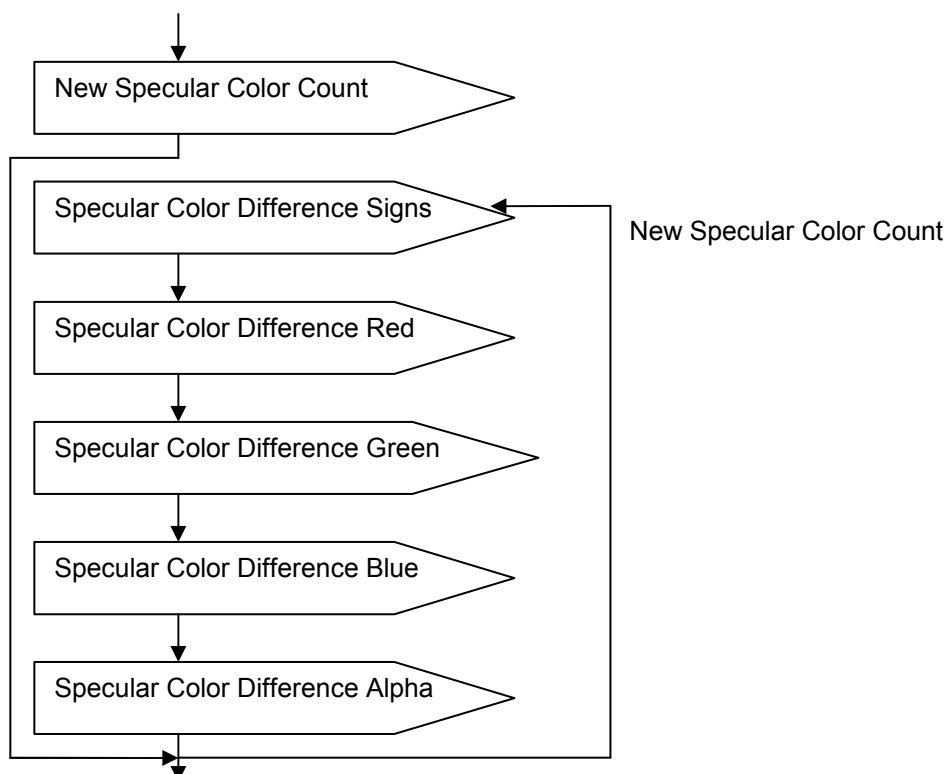 New Specular Color Count
Specular Color Difference Signs
New Specular Color Count
Specular Color Difference Red
Specular Color Difference Green
Specular Color Difference Blue
Specular Color Difference Alpha